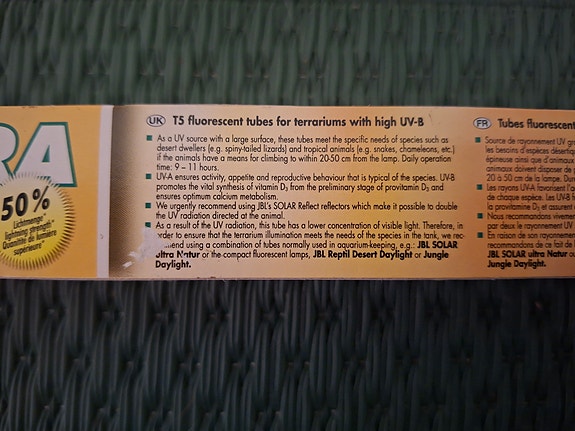 RA
50%
Lichtmenge*
lightning strength*
Quantité de lumière
supérieure*
UK T5 fluorescent tubes for terrariums with high UV-B
As a UV source with a large surface, these tubes meet the specific needs of species such as
desert dwellers (e.g. spiny-tailed lizards) and tropical animals (e.g. snakes, chameleons, etc.)
if the animals have a means for climbing to within 20-50 cm from the lamp. Daily operation
time: 9 – 11 hours.
UV-A ensures activity, appetite and reproductive behaviour that is typical of the species. UV-B
promotes the vital synthesis of vitamin D₃ from the preliminary stage of provitamin D₃ and
ensures optimum calcium metabolism.
We urgently recommend using JBL's SOLAR Reflect reflectors which make it possible to double
the UV radiation directed at the animal.
As a result of the UV radiation, this tube has a lower concentration of visible light. Therefore, in
order to ensure that the terrarium illumination meets the needs of the species in the tank, we rec-
mend using a combination of tubes normally used in aquarium-keeping, e.g.: JBL SOLAR
Ultra Natur or the compact fluorescent lamps, JBL Reptil Desert Daylight or Jungle
Daylight.
FR Tubes fluorescent
Source de rayonnement UV gr
les besoins d'espèces désertiq
épineuse ainsi que d'animaux
animaux doivent disposer de p
20 à 50 cm de la lampe. Dur
Les rayons UV-A favorisent l'a
de chaque espèce. Les UV-B f
la provitamine D₃ et assurent
Nous recommandons vivemen
par deux le rayonnement UV
En raison de son rayonnement
recommandons de ce fait de
JBL SOLAR ultra Natur ou
Jungle Daylight.